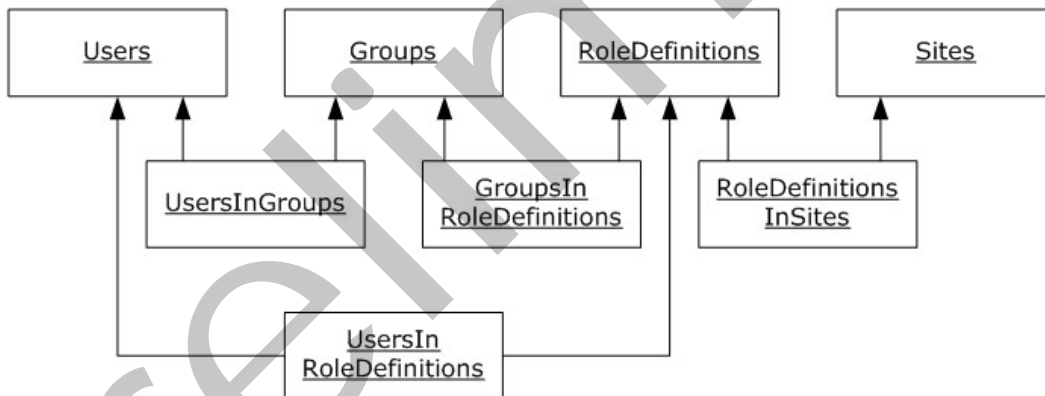 Users
Groups
RoleDefinitions
Sites
UsersInGroups
GroupsIn
RoleDefinitions
RoleDefinitions
InSites
UsersIn
RoleDefinitions